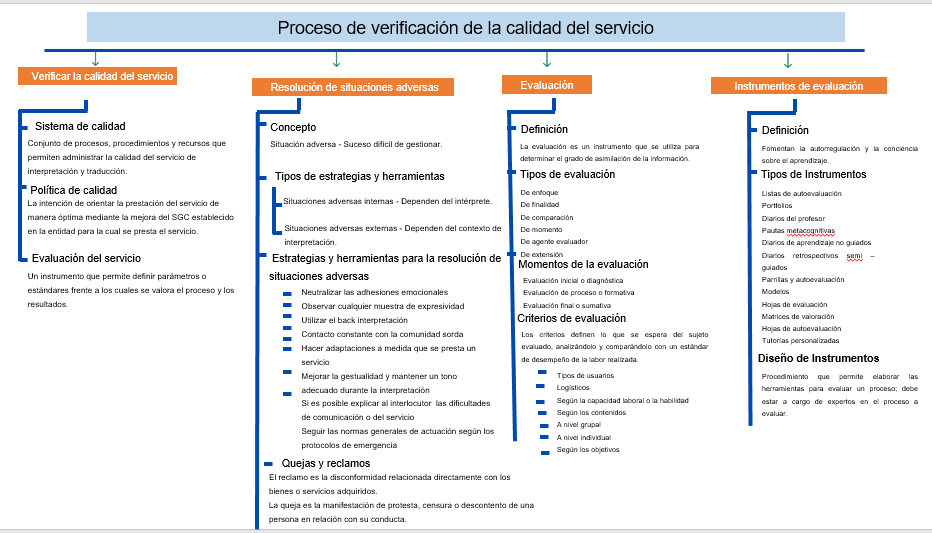 Proceso de verificación de la calidad del servicio
Verificar la calidad del servicio
Sistema de calidad
Conjunto de procesos, procedimientos y recursos que
permiten administrar la calidad del servicio de
interpretación y traducción.
Política de calidad
La intención de orientar la prestación del servicio de
manera óptima mediante la mejora del SGC establecido
en la entidad para la cual se presta el servicio.
Evaluación del servicio
Un instrumento que permite definir parámetros o
estándares frente a los cuales se valora el proceso y los
resultados.
Resolución de situaciones adversas
Concepto
Situación adversa - Suceso difícil de gestionar.
Tipos de estrategias y herramientas
Situaciones adversas internas - Dependen del intérprete.
Situaciones adversas externas - Dependen del contexto de
interpretación.
Estrategias y herramientas para la resolución de
situaciones adversas
Neutralizar las adhesiones emocionales
Observar cualquier muestra de expresividad
Utilizar el back interpretación
Contacto constante con la comunidad sorda
Hacer adaptaciones a medida que se presta un
servicio
Mejorar la gestualidad y mantener un tono
adecuado durante la interpretación
Si es posible explicar al interlocutor las dificultades
de comunicación o del servicio
Seguir las normas generales de actuación según los
protocolos de emergencia
Quejas y reclamos
El reclamo es la disconformidad relacionada directamente con los
bienes o servicios adquiridos.
La queja es la manifestación de protesta, censura o descontento de una
persona en relación con su conducta.
Evaluación
Definición
La evaluación es un instrumento que se utiliza para
determinar el grado de asimilación de la información.
Tipos de evaluación
De enfoque
De finalidad
De comparación
De momento
De agente evaluador
De extensión
Momentos de la evaluación
Evaluación inicial o diagnóstica
Evaluación de proceso o formativa
Evaluación final o sumativa
Criterios de evaluación
Los criterios definen lo que se espera del sujeto
evaluado, analizándolo y comparándolo con un estándar
de desempeño de la labor realizada.
Tipos de usuarios
Logísticos
Según la capacidad laboral o la habilidad
Según los contenidos
A nivel grupal
A nivel individual
Según los objetivos
Instrumentos de evaluación
Definición
Fomentan la autorregulación y la conciencia
sobre el aprendizaje.
Tipos de Instrumentos
Listas de autoevaluación
Portfolios
Diarios del profesor
Pautas metacognitivas
Diarios de aprendizaje no guiados
Diarios retrospectivos semi –
guiados
Parrillas y autoevaluación
Modelos
Hojas de evaluación
Matrices de valoración
Hojas de autoevaluación
Tutorías personalizadas
Diseño de Instrumentos
Procedimiento que permite elaborar las
herramientas para evaluar un proceso; debe
estar a cargo de expertos en el proceso a
evaluar.